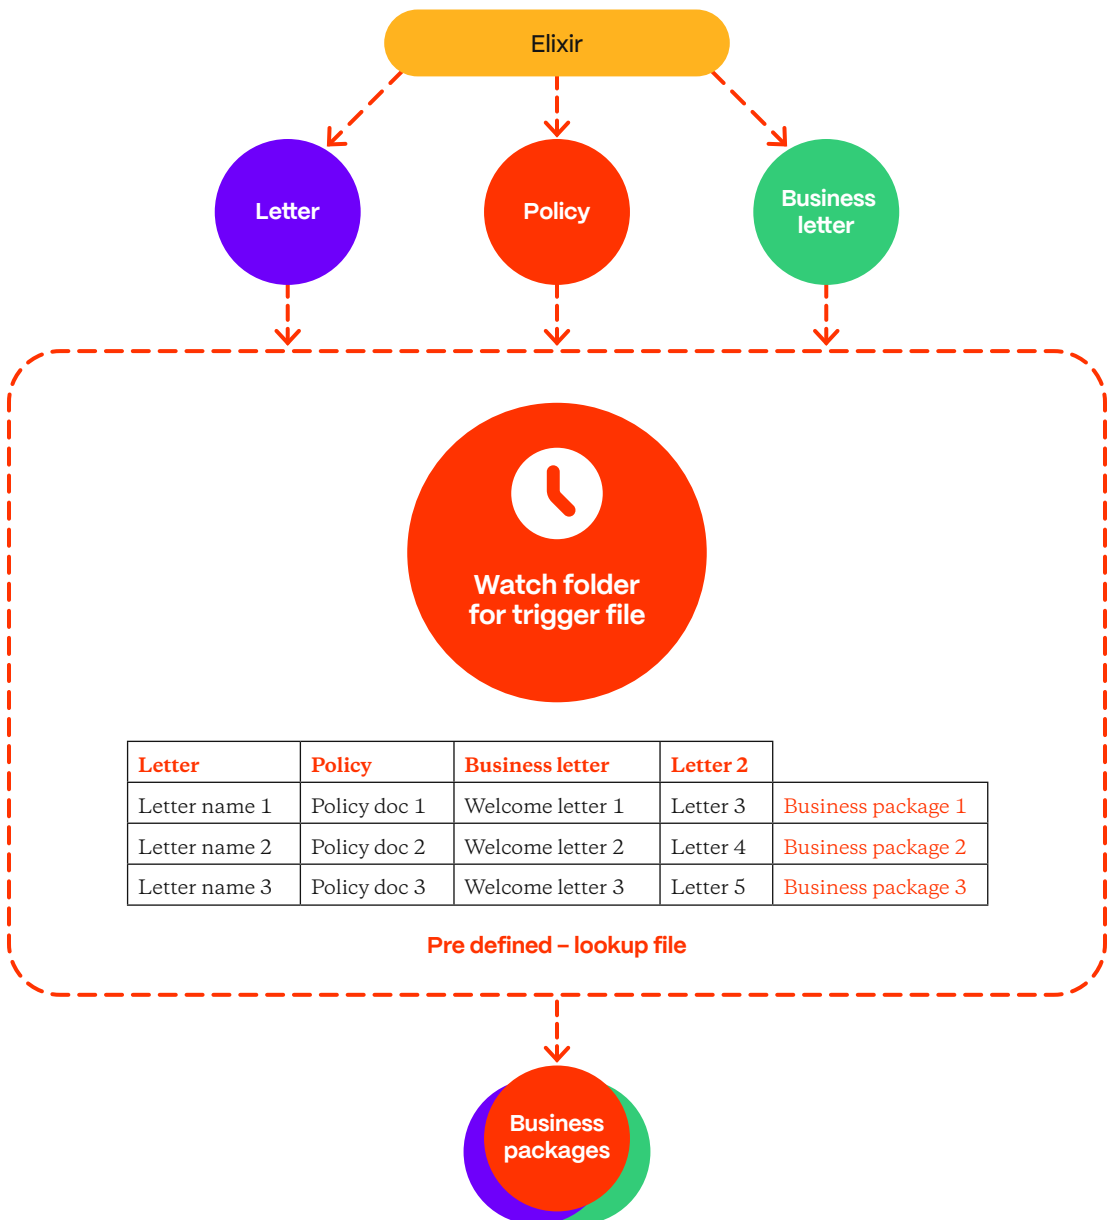 Elixir
Letter
Policy
Business
letter
Watch folder
for trigger file
Letter Policy Business letter Letter 2
Letter name 1 Policy doc 1 Welcome letter 1 Letter 3 Business package 1
Letter name 2 Policy doc 2 Welcome letter 2 Letter 4 Business package 2
Letter name 3 Policy doc 3 Welcome letter 3 Letter 5 Business package 3
Pre defined – lookup file
Business
packages